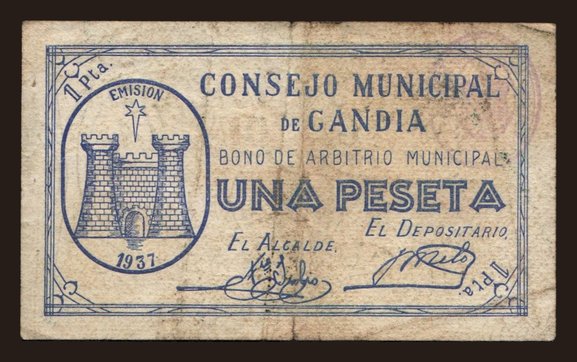 1 Pta.
EMISION
1937
CONSEJO MUNICIPAL
DE GANDIA
BONO DE ARBITRIO MUNICIPAL
UNA PESETA
EL ALCALDE,
EL DEPOSITARIO,
1 Pta.